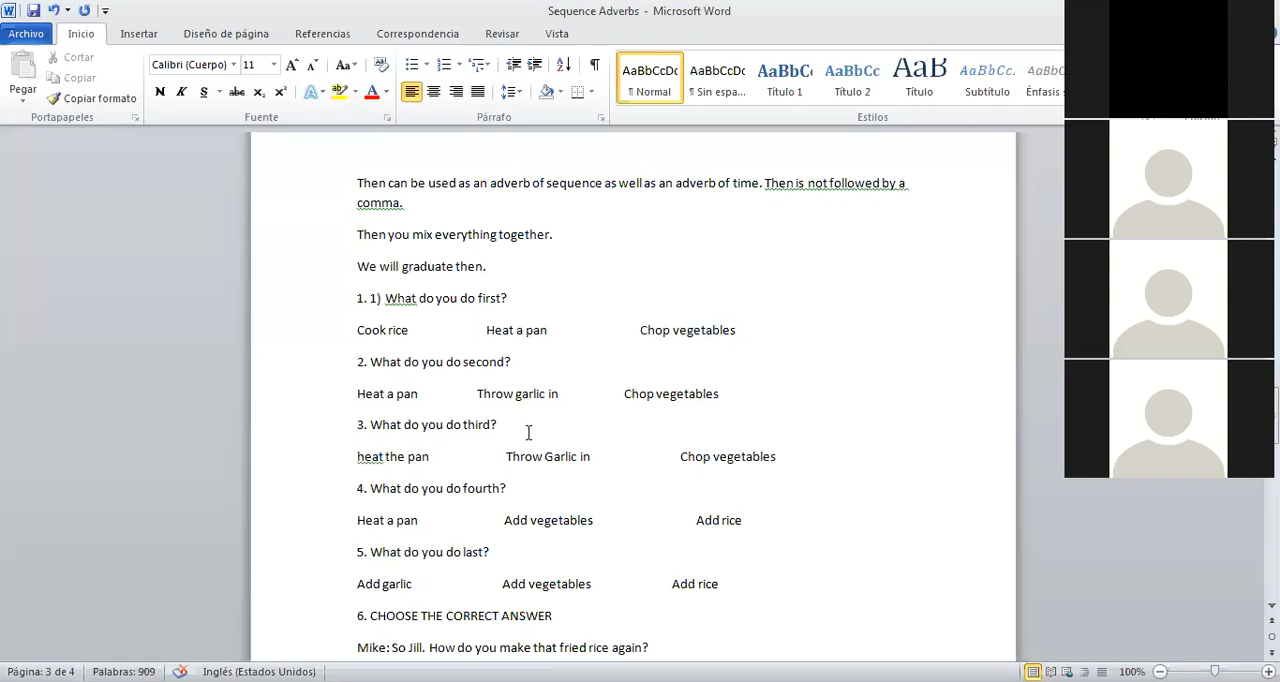 Sequence Adverbs - Microsoft Word
Archivo Inicio Insertar Diseño de página Referencias Correspondencia Revisar Vista
Pegar
Cortar
Copiar
Copiar formato
Portapapeles
Calibri (Cuerpo) 11
Fuente
Párrafo
AaBbCcDc AaBbCcDc AaBbC AaBbCc AaB AaBbCc. AaBbC
¶ Normal ¶ Sin espa... Título 1 Título 2 Título Subtítulo Énfasis
Estilos
Then can be used as an adverb of sequence as well as an adverb of time. Then is not followed by a
comma.
Then you mix everything together.
We will graduate then.
1. 1) What do you do first?
Cook rice Heat a pan Chop vegetables
2. What do you do second?
Heat a pan Throw garlic in Chop vegetables
3. What do you do third?
heat the pan Throw Garlic in Chop vegetables
4. What do you do fourth?
Heat a pan Add vegetables Add rice
5. What do you do last?
Add garlic Add vegetables Add rice
6. CHOOSE THE CORRECT ANSWER
Mike: So Jill. How do you make that fried rice again?
Página: 3 de 4 Palabras: 909 Inglés (Estados Unidos) 100%